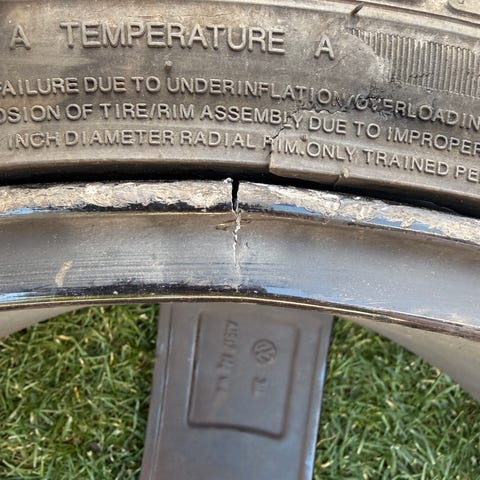 A TEMPERATURE A
FAILURE DUE TO UNDERINFLATION/OVERLOADIN
OSION OF TIRE/RIM ASSEMBLY DUE TO IMPROPER
INCH DIAMETER RADIAL RIM.ONLY TRAINED PE